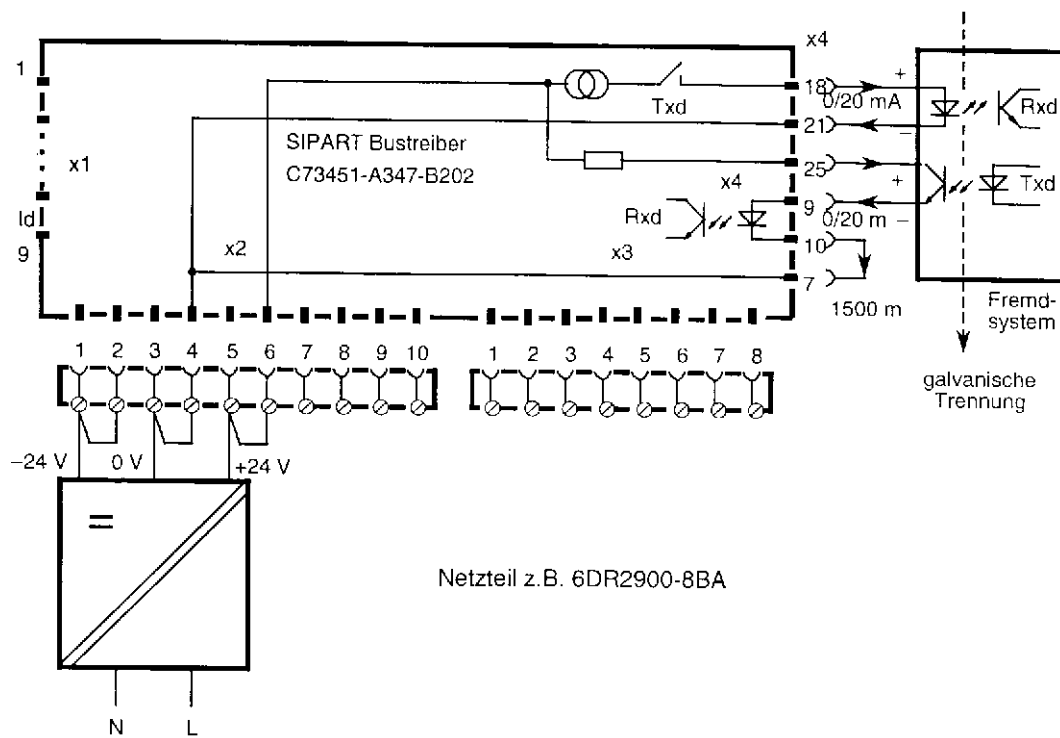 x4
1
18
+
0/20 mA
Txd
Rxd
21
−
SIPART Bustreiber
C73451-A347-B202
x1
25
x4
+
Txd
Rxd
9
0/20 m
−
Id
9
10
x2
x3
7
1500 m
Fremd-
system
1 2 3 4 5 6 7 8 9 10
1 2 3 4 5 6 7 8
galvanische
Trennung
−24 V 0 V +24 V
=
Netzteil z.B. 6DR2900-8BA
N L